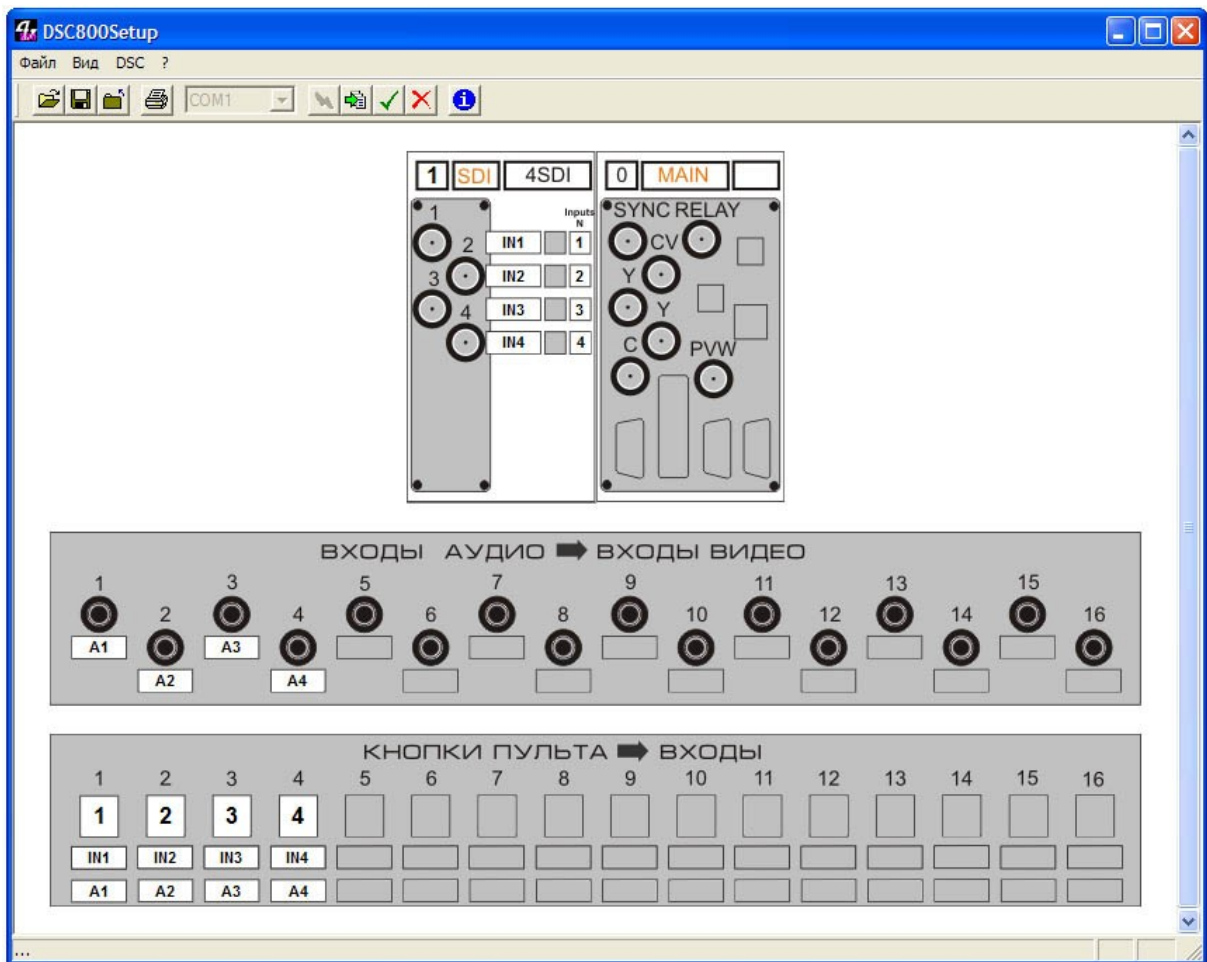 DSC800Setup
Файл Вид DSC ?
COM1
1 SDI 4SDI 0 MAIN
1 Inputs SYNC RELAY
N
2 IN1 1 CV
3 IN2 2 Y
4 IN3 3 Y
IN4 4 C PVW
ВХОДЫ АУДИО ВХОДЫ ВИДЕО
1 3 5 7 9 11 13 15
2 4 6 8 10 12 14 16
A1 A3
A2 A4
КНОПКИ ПУЛЬТА ВХОДЫ
1 2 3 4 5 6 7 8 9 10 11 12 13 14 15 16
1 2 3 4
IN1 IN2 IN3 IN4
A1 A2 A3 A4
...